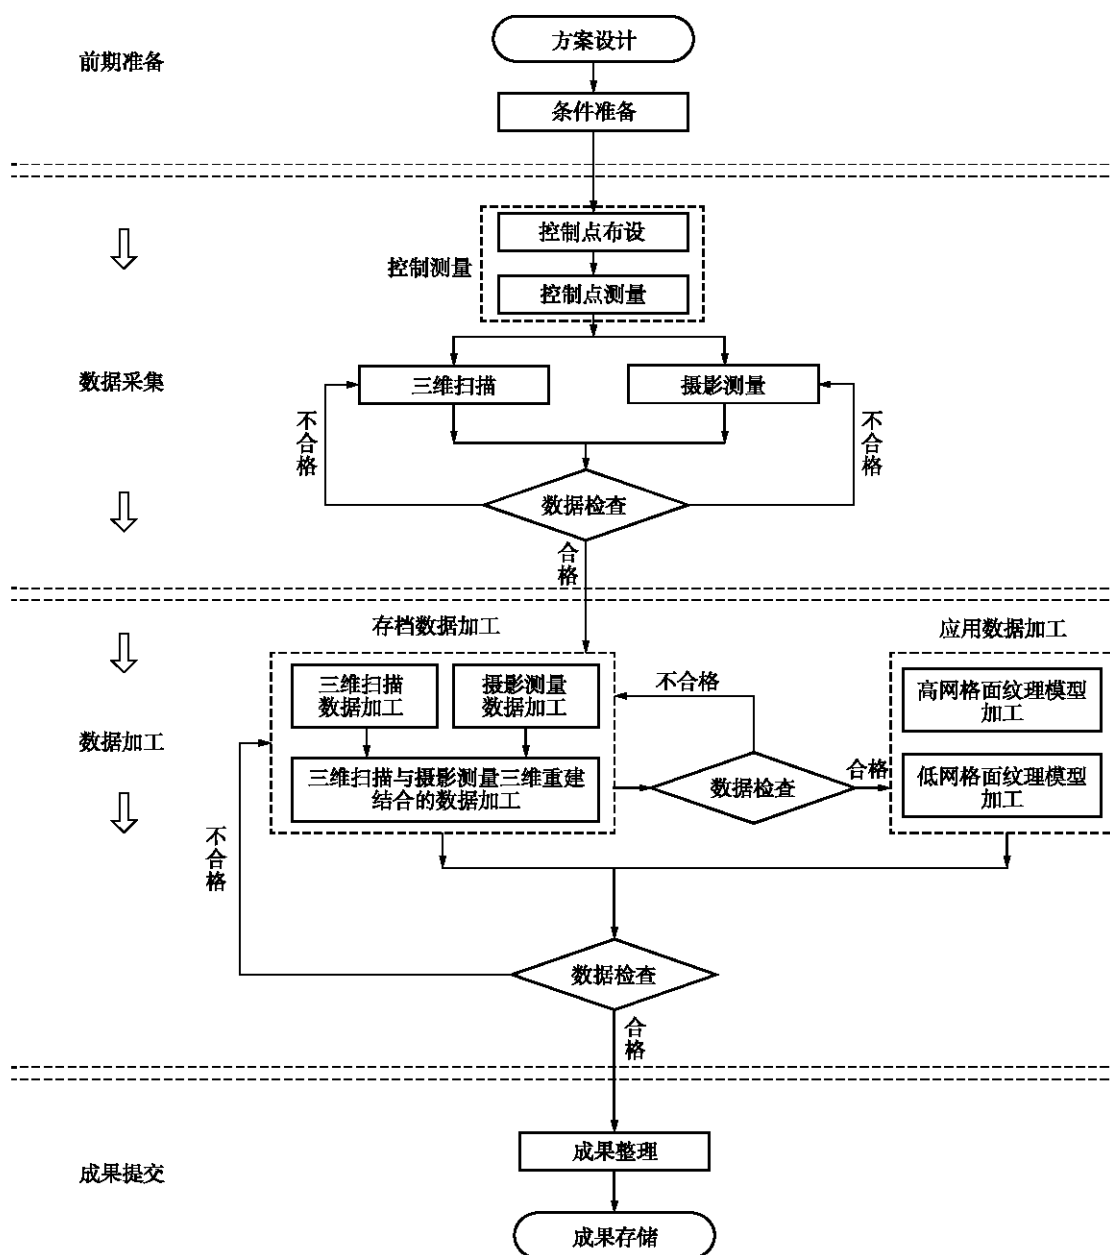 方案设计
前期准备
条件准备
控制点布设
控制测量
控制点测量
数据采集
三维扫描
摄影测量
不合格
不合格
数据检查
合格
存档数据加工
应用数据加工
三维扫描
数据加工
摄影测量
数据加工
不合格
高网格面纹理模型
加工
数据加工
三维扫描与摄影测量三维重建
结合的数据加工
数据检查
合格
低网格面纹理模型
加工
不合格
数据检查
合格
成果整理
成果提交
成果存储